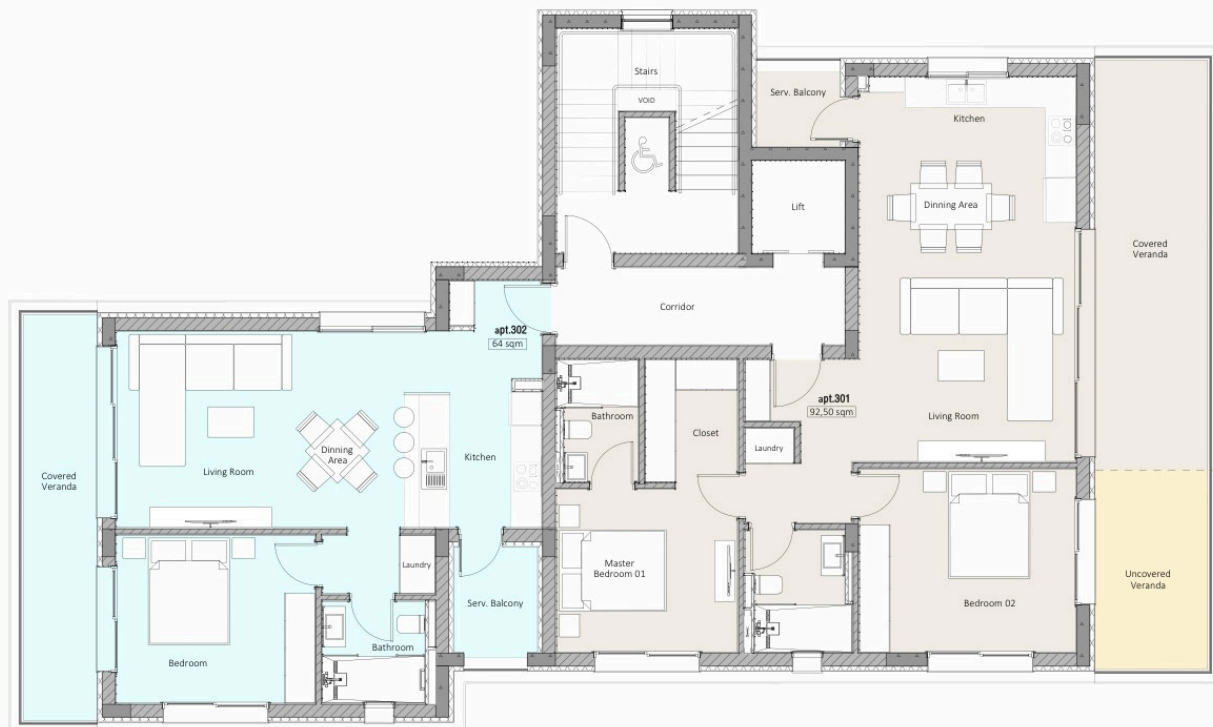 Stairs
VOID
Serv. Balcony
Kitchen
Lift
Dinning Area
Covered
Veranda
Corridor
apt.302
64 sqm
apt.301
92,50 sqm
Living Room
Bathroom
Closet
Laundry
Dinning
Area
Kitchen
Living Room
Covered
Veranda
Master
Bedroom 01
Laundry
Uncovered
Veranda
Bedroom 02
Serv. Balcony
Bathroom
Bedroom